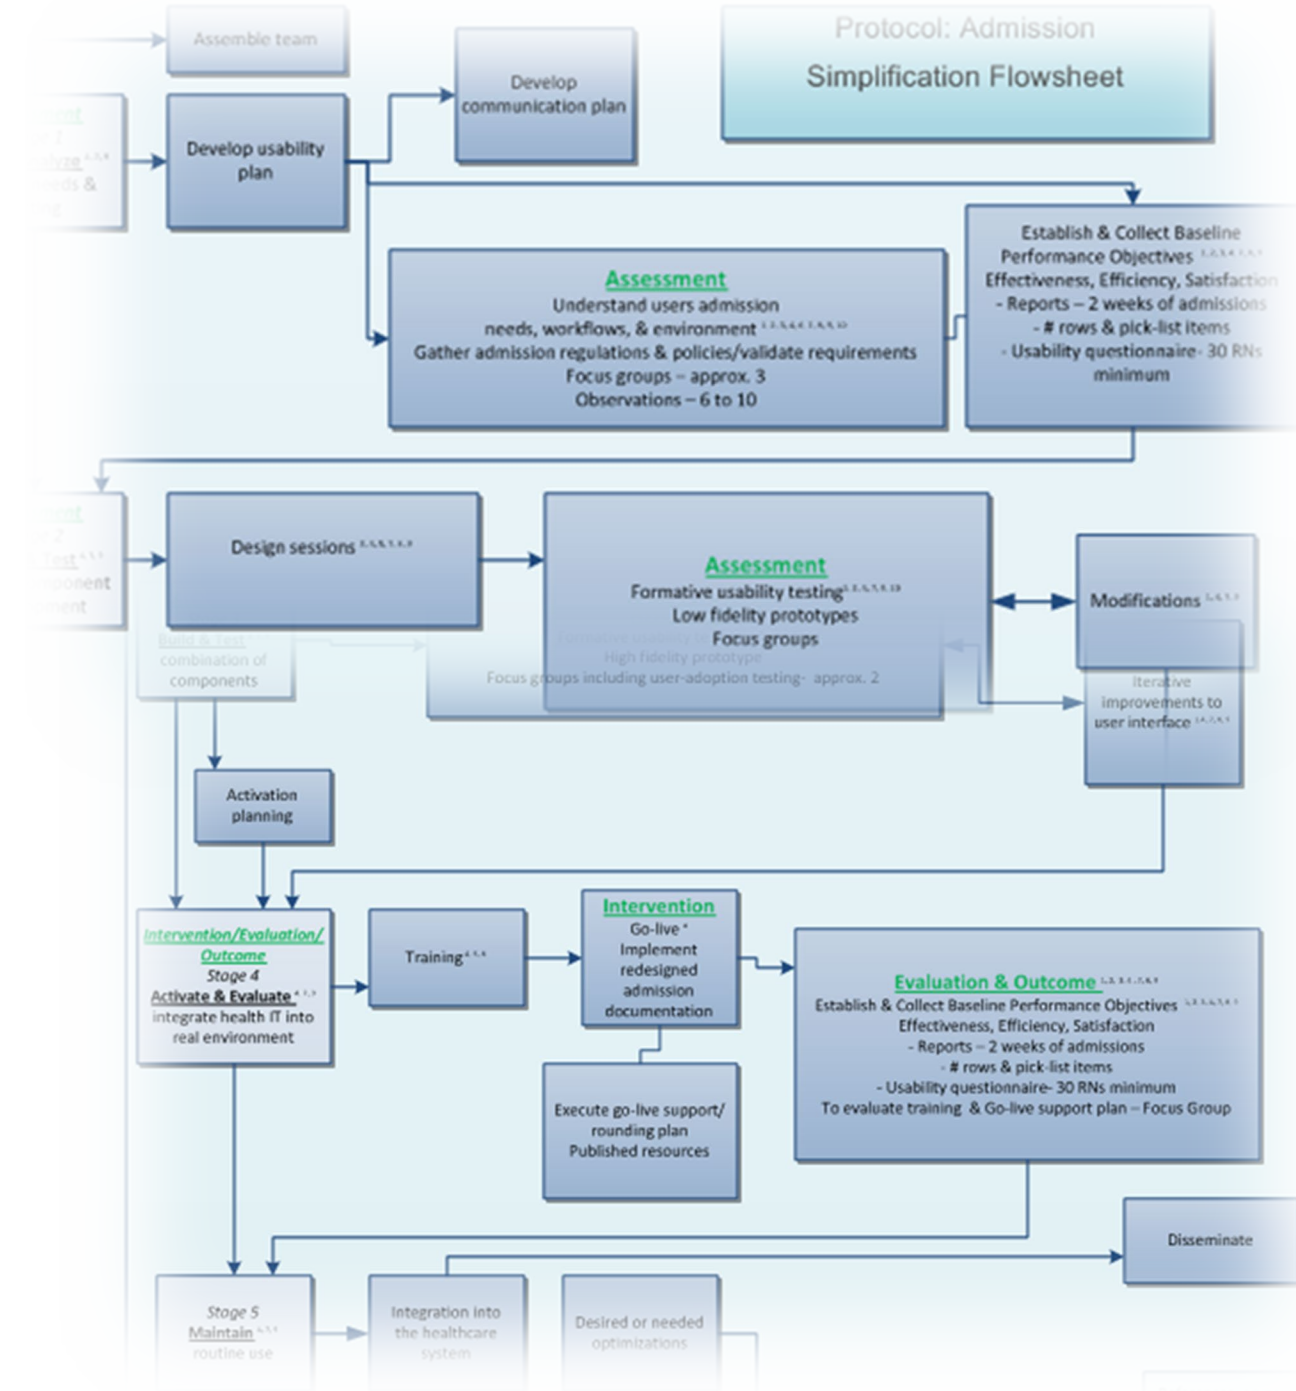 Assemble team
Protocol: Admission
Simplification Flowsheet
Develop
communication plan
Develop usability
plan
needs &
Assessment
Understand users admission
needs, workflows, & environment
Gather admission regulations & policies/validate requirements
Focus groups – approx. 3
Observations – 6 to 10
Establish & Collect Baseline
Performance Objectives
Effectiveness, Efficiency, Satisfaction
- Reports – 2 weeks of admissions
- # rows & pick-list items
- Usability questionnaire- 30 RNs
minimum
Test
Design sessions
Assessment
Formative usability testing
Low fidelity prototypes
Focus groups
Modifications
Build & Test
combination of
components
Formative usability
High fidelity prototype
Focus groups including user-adoption testing- approx. 2
Iterative
improvements to
user interface
Activation
planning
Intervention/Evaluation/
Outcome
Stage 4
Activate & Evaluate
integrate health IT into
real environment
Training
Intervention
Go-live
Implement
redesigned
admission
documentation
Execute go-live support/
rounding plan
Published resources
Evaluation & Outcome
Establish & Collect Baseline Performance Objectives
Effectiveness, Efficiency, Satisfaction
- Reports – 2 weeks of admissions
- # rows & pick-list items
- Usability questionnaire- 30 RNs minimum
To evaluate training & Go-live support plan – Focus Group
Disseminate
Stage 5
Maintain
routine use
Integration into
the healthcare
system
Desired or needed
optimizations